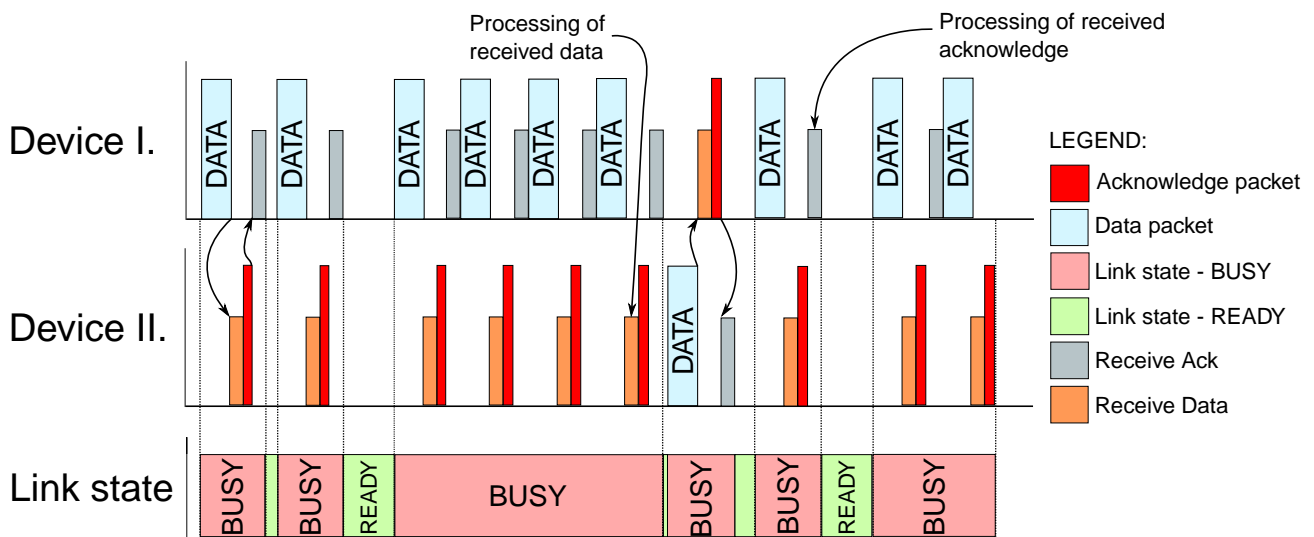 Processing of
received data
Processing of received
acknowledge
Device I.
DATA
DATA
DATA
DATA
DATA
DATA
DATA
DATA
DATA
LEGEND:
Acknowledge packet
Data packet
Link state - BUSY
Link state - READY
Receive Ack
Receive Data
Device II.
DATA
Link state
BUSY
BUSY
READY
BUSY
BUSY
BUSY
READY
BUSY